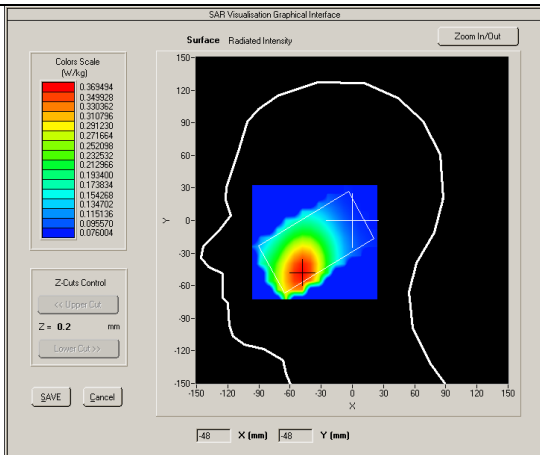 SAR Visualisation Graphical Interface
Surface Radiated Intensity
Zoom In/Out
Colors Scale
(W/kg)
0.369494
0.349928
0.330362
0.310796
0.291230
0.271664
0.252098
0.232532
0.212966
0.193400
0.173834
0.154268
0.134702
0.115136
0.095570
0.076004
Z-Cuts Control
<< Upper Cut
Z = 0.2 mm
Lower Cut >>
SAVE
Cancel
150
120
90
60
30
0
-30
-60
-90
-120
-150
Y
-150 -120 -90 -60 -30 0 30 60 90 120 150
X
-48 X (mm) -48 Y (mm)